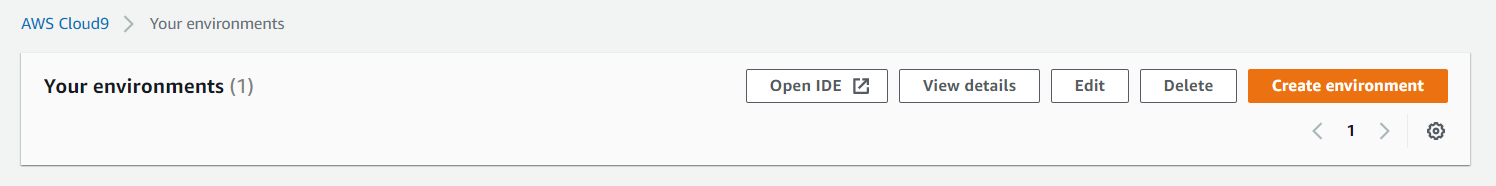 AWS Cloud9 > Your environments
Your environments (1)
Open IDE View details Edit Delete Create environment
1